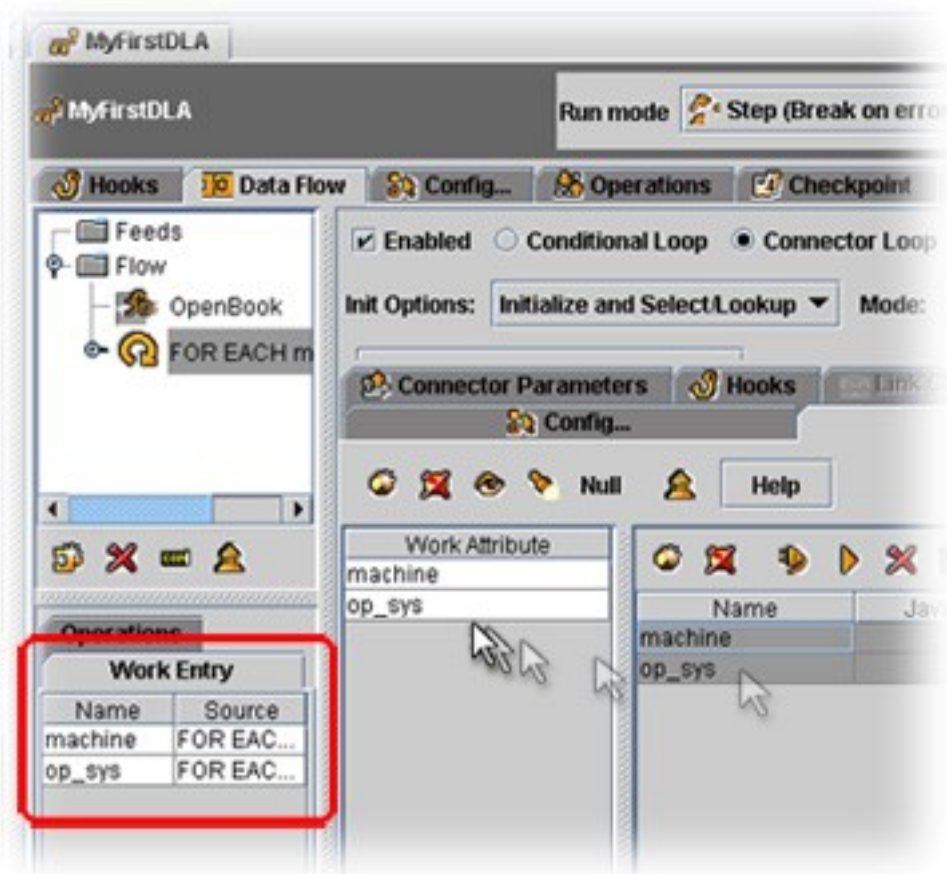 MyFirstDLA
MyFirstDLA
Run mode Step (Break on erro
Hooks Data Flow Config... Operations Checkpoint
Feeds
Flow
OpenBook
FOR EACH m
Enabled Conditional Loop Connector Loop
Init Options: Initialize and Select/Lookup Mode:
Connector Parameters Hooks Link
Config...
Null Help
Work Attribute
machine
op_sys
Name Jav
machine
op_sys
Operations
Work Entry
Name Source
machine FOR EAC...
op_sys FOR EAC...